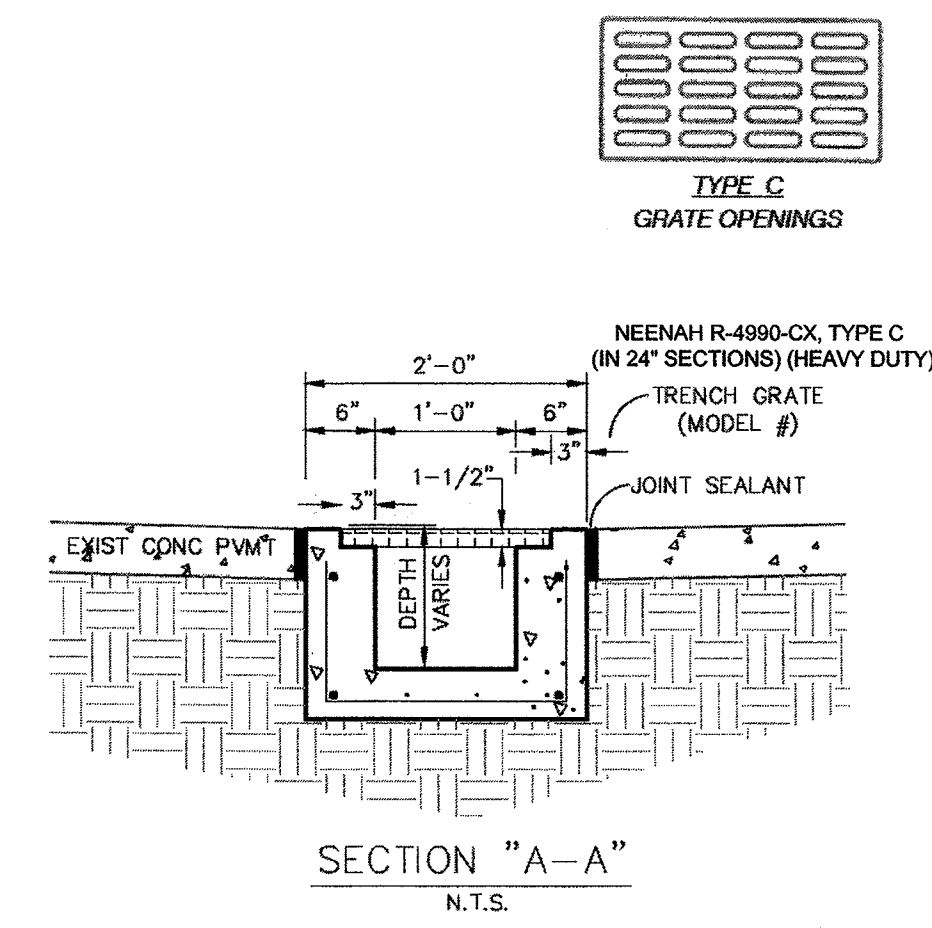 TYPE C
GRATE OPENINGS
NEENAH R-4990-CX, TYPE C
(IN 24" SECTIONS) (HEAVY DUTY)
2'-0"
TRENCH GRATE
(MODEL #)
6" 1'-0" 6"
3"
1-1/2"
3"
JOINT SEALANT
EXIST CONC PVMT
DEPTH
VARIES
SECTION "A-A"
N.T.S.